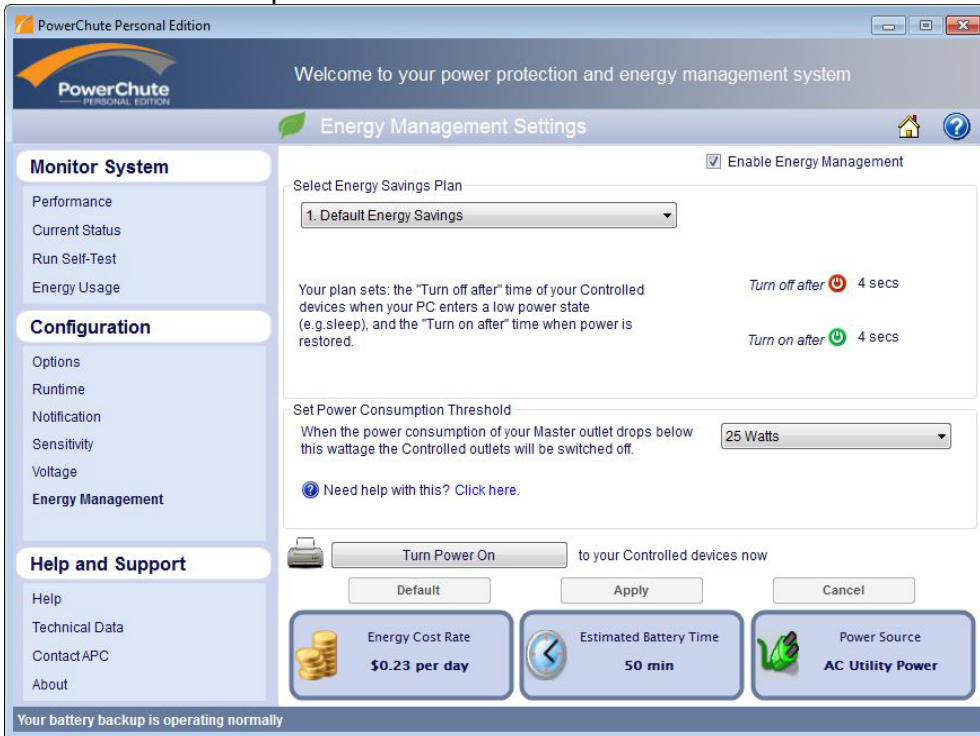 PowerChute Personal Edition
PowerChute
PERSONAL EDITION
Welcome to your power protection and energy management system
Energy Management Settings
Monitor System
Performance
Current Status
Run Self-Test
Energy Usage
Configuration
Options
Runtime
Notification
Sensitivity
Voltage
Energy Management
Help and Support
Help
Technical Data
Contact APC
About
Enable Energy Management
Select Energy Savings Plan
1. Default Energy Savings
Your plan sets: the "Turn off after" time of your Controlled
devices when your PC enters a low power state
(e.g.sleep), and the "Turn on after" time when power is
restored.
Turn off after 4 secs
Turn on after 4 secs
Set Power Consumption Threshold
When the power consumption of your Master outlet drops below
this wattage the Controlled outlets will be switched off.
25 Watts
Need help with this? Click here.
Turn Power On to your Controlled devices now
Default Apply Cancel
Energy Cost Rate
$0.23 per day
Estimated Battery Time
50 min
Power Source
AC Utility Power
Your battery backup is operating normally